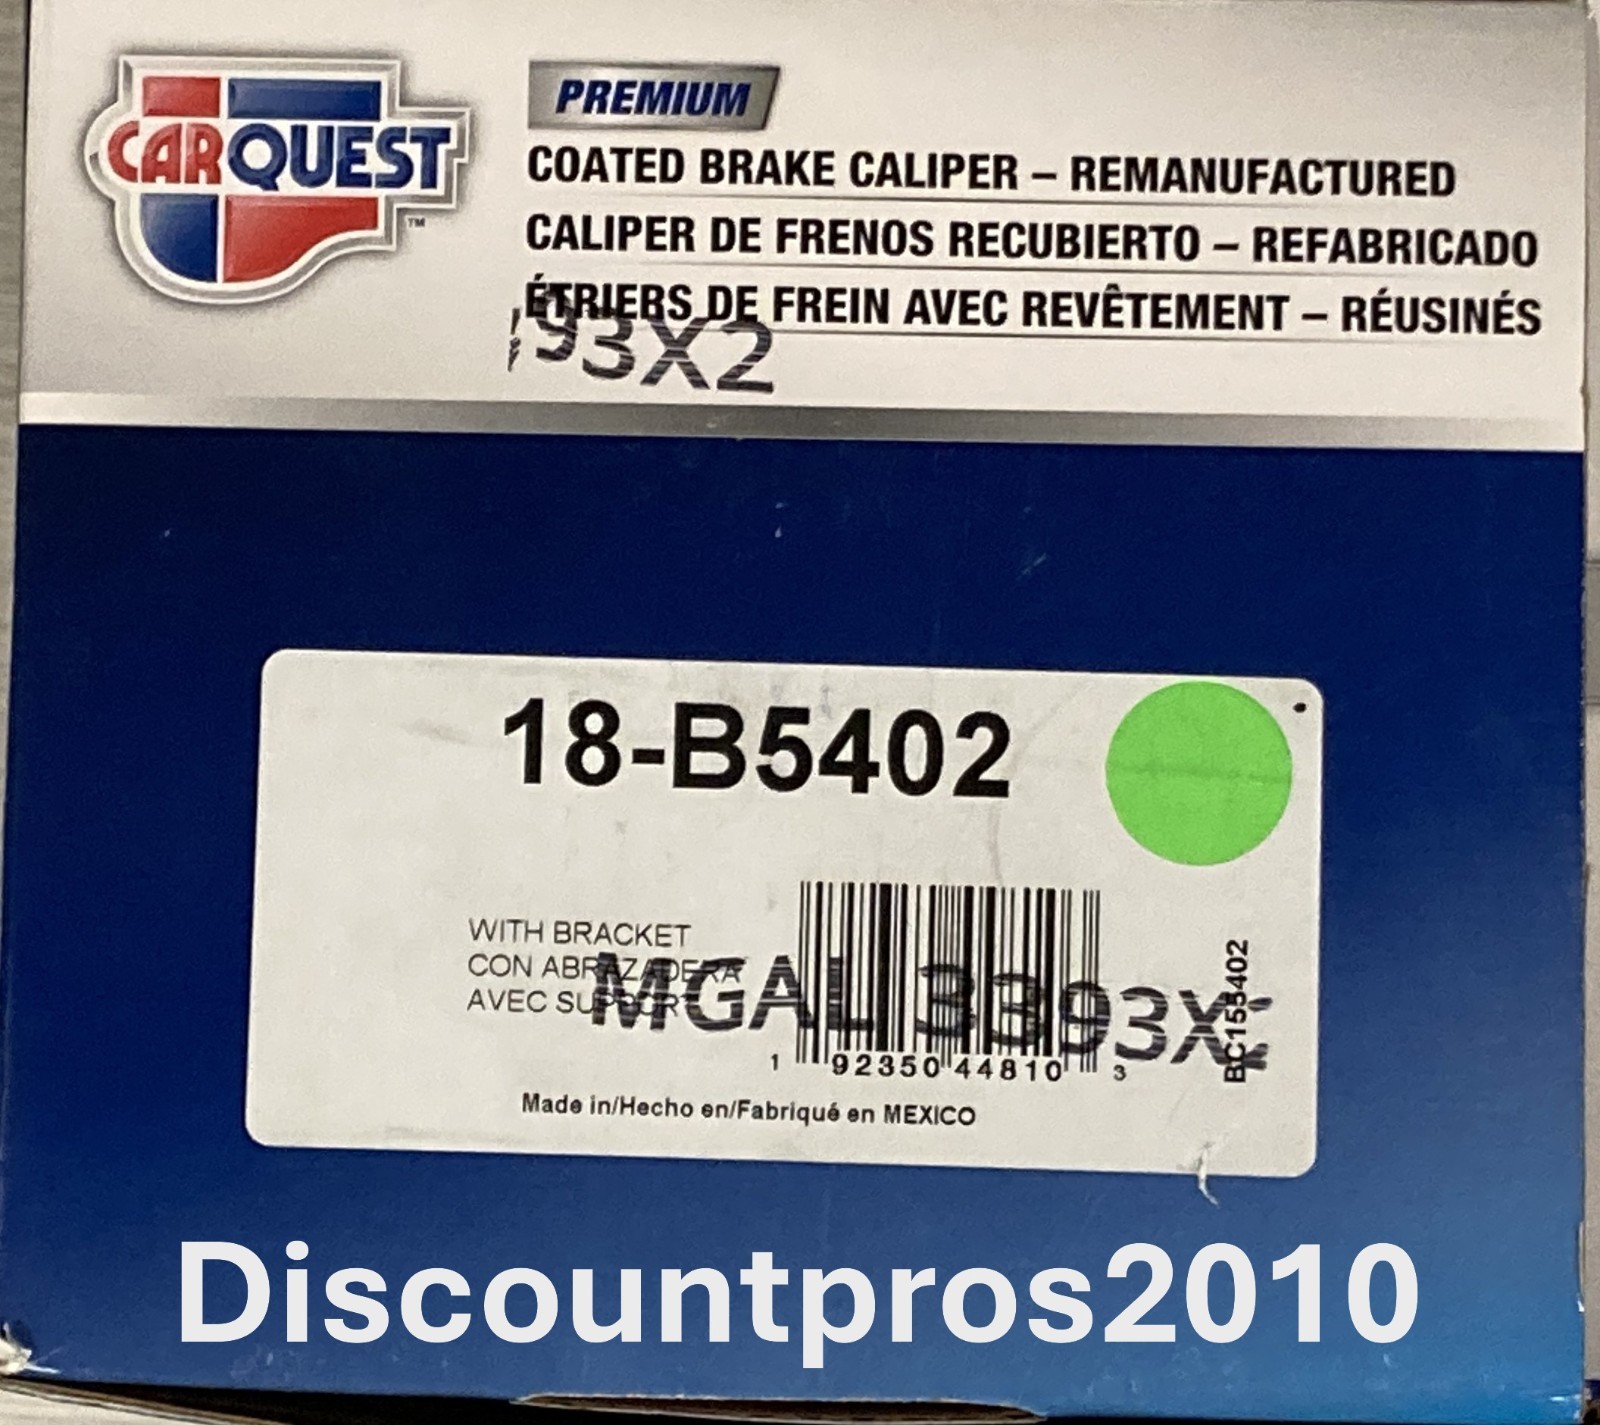 CARQUEST
TM
PREMIUM
COATED BRAKE CALIPER – REMANUFACTURED
CALIPER DE FRENOS RECUBIERTO – REFABRICADO
ÉTRIERS DE FREIN AVEC REVÊTEMENT – RÉUSINÉS
93X2
18-B5402
WITH BRACKET
CON ABRAZADERA
AVEC SUPPORT
MGAL 3393X2
1 92350 44810 3
BC155402
Made in/Hecho en/Fabriqué en MEXICO
Discountpros2010